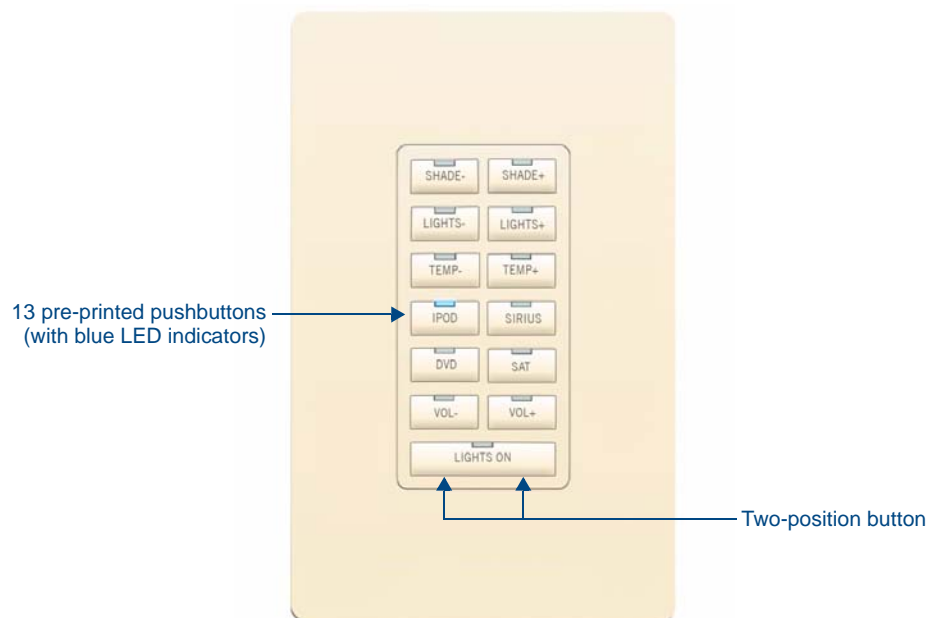 SHADE- SHADE+
LIGHTS- LIGHTS+
TEMP- TEMP+
13 pre-printed pushbuttons
(with blue LED indicators)
IPOD SIRIUS
DVD SAT
VOL- VOL+
LIGHTS ON
Two-position button